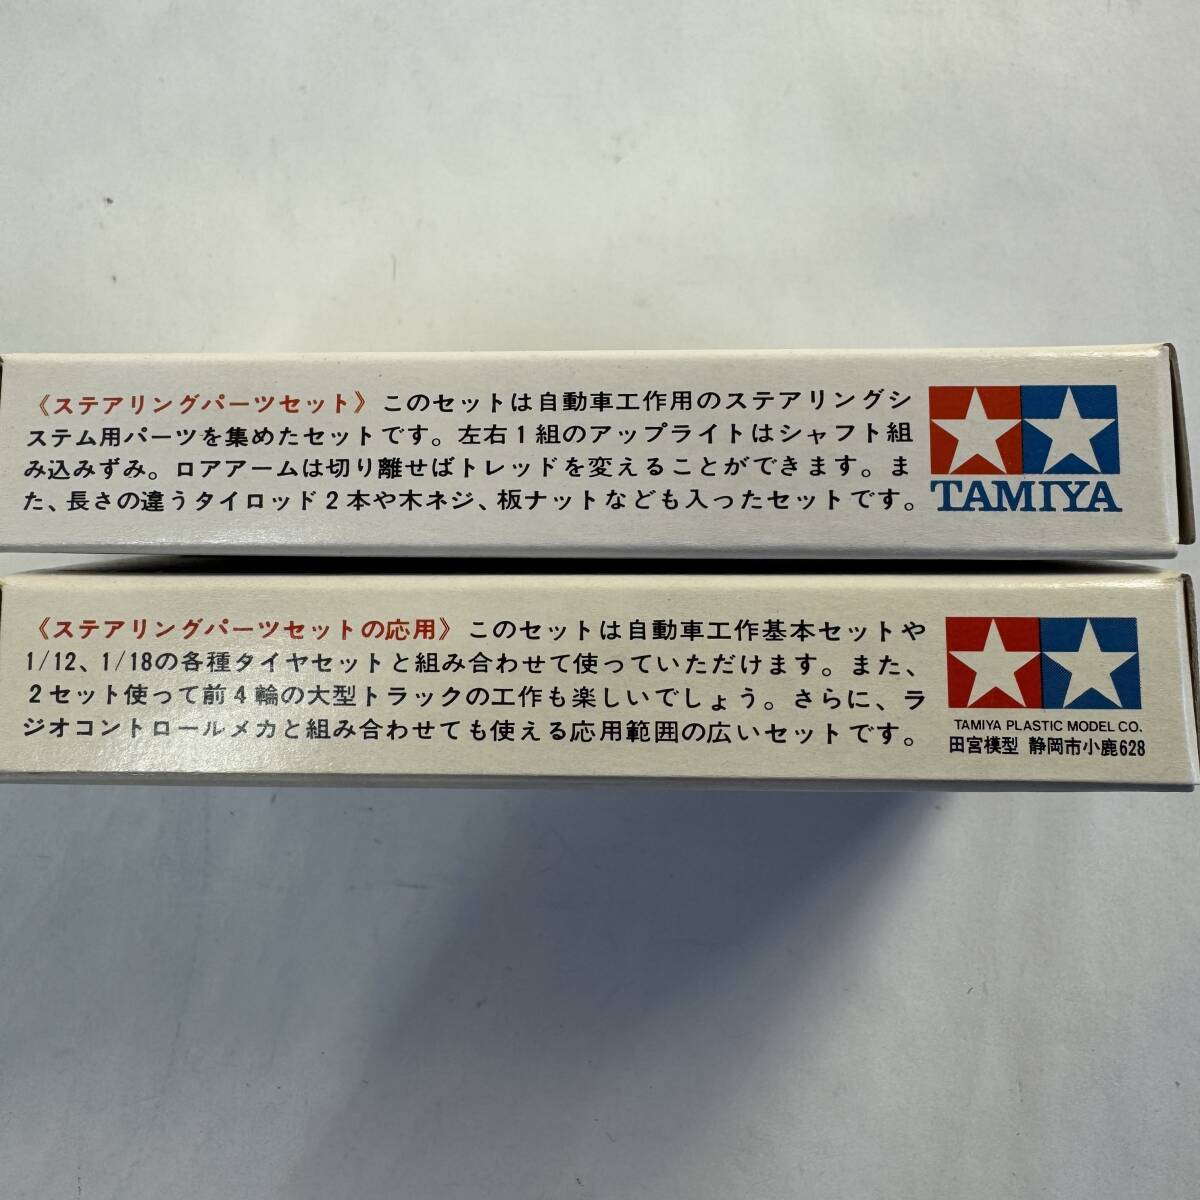 《ステアリングパーツセット》このセットは自動車工作用のステアリングシ
ステム用パーツを集めたセットです。左右1組のアップライトはシャフト組
み込みずみ。ロアアームは切り離せばトレッドを変えることができます。ま
た、長さの違うタイロッド2本や木ネジ、板ナットなども入ったセットです。
TAMIYA
《ステアリングパーツセットの応用》このセットは自動車工作基本セットや
1/12、1/18の各種タイヤセットと組み合わせて使っていただけます。また、
2セット使って前4輪の大型トラックの工作も楽しいでしょう。さらに、ラ
ジオコントロールメカと組み合わせても使える応用範囲の広いセットです。
TAMIYA PLASTIC MODEL CO.
田宮模型 静岡市小鹿628